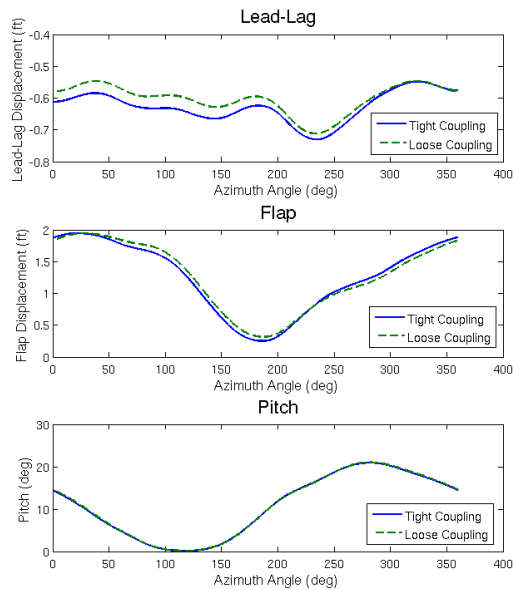 Lead-Lag
Lead-Lag Displacement (ft)
-0.4
-0.5
-0.6
-0.7
-0.8
0 50 100 150 200 250 300 350 400
Azimuth Angle (deg)
Tight Coupling
Loose Coupling
Flap
Flap Displacement (ft)
2
1.5
1
0.5
0
0 50 100 150 200 250 300 350 400
Azimuth Angle (deg)
Tight Coupling
Loose Coupling
Pitch
Pitch (deg)
30
20
10
0
0 50 100 150 200 250 300 350 400
Azimuth Angle (deg)
Tight Coupling
Loose Coupling